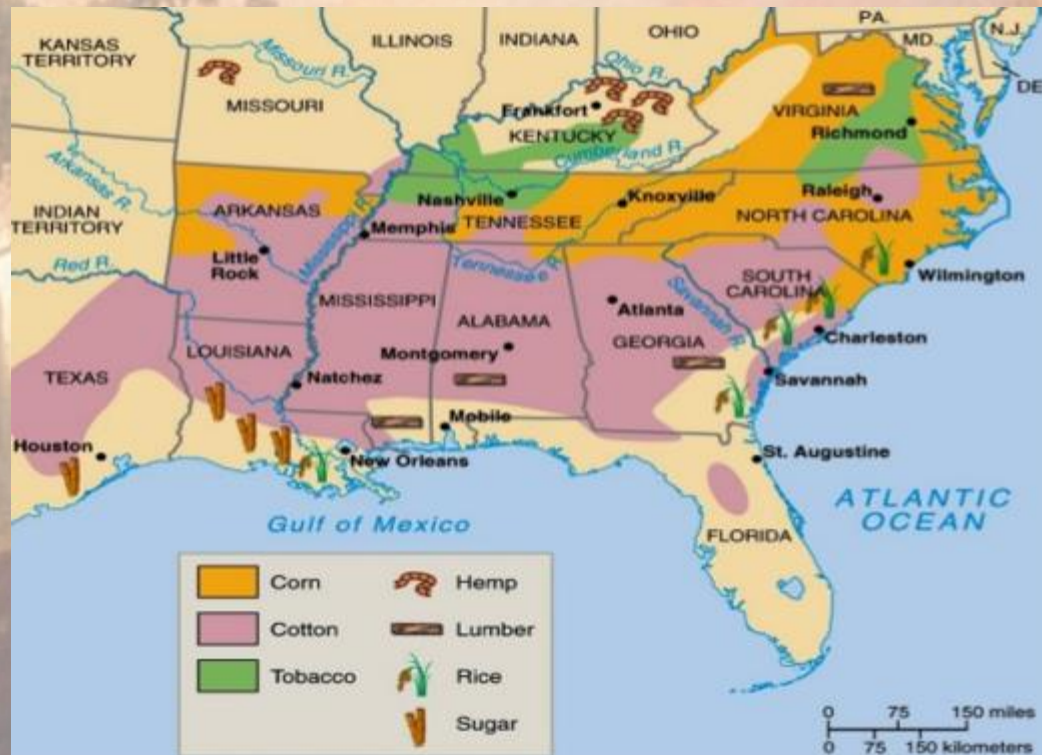 KANSAS
TERRITORY
ILLINOIS
INDIANA
OHIO
PA.
N.J.
MD.
DE
Missouri R.
MISSOURI
Ohio R.
Frankfort
KENTUCKY
VIRGINIA
Richmond
Cumberland R.
Arkansas R.
INDIAN
TERRITORY
ARKANSAS
Nashville
TENNESSEE
Knoxville
Raleigh
NORTH CAROLINA
Mississippi R.
Memphis
Little
Rock
Red R.
Tennessee R.
Wilmington
MISSISSIPPI
ALABAMA
Atlanta
GEORGIA
Savannah R.
SOUTH
CAROLINA
Charleston
LOUISIANA
Montgomery
TEXAS
Natchez
Savannah
Mobile
Houston
New Orleans
St. Augustine
Gulf of Mexico
ATLANTIC
OCEAN
FLORIDA
Corn
Hemp
Cotton
Lumber
Tobacco
Rice
Sugar
0 75 150 miles
0 75 150 kilometers